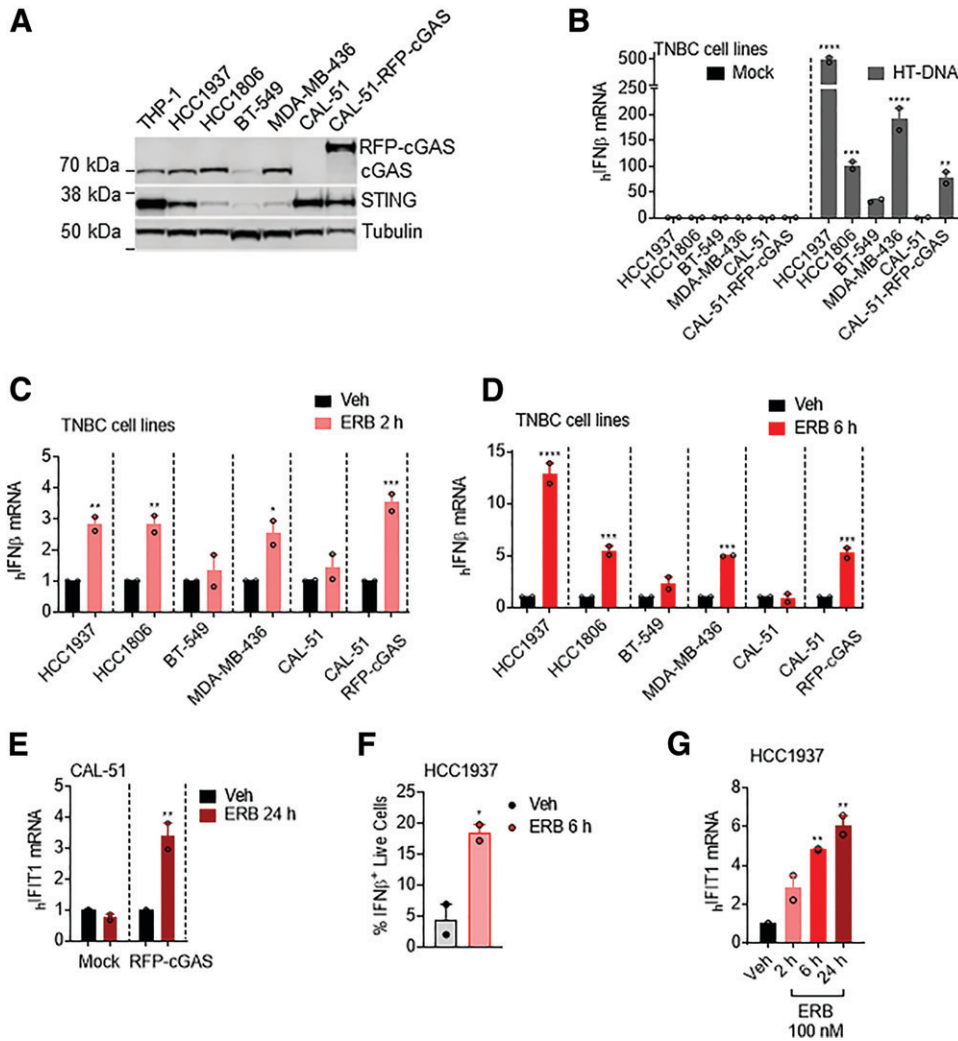 A
THP-1
HCC1937
HCC1806
BT-549
MDA-MB-436
CAL-51
CAL-51-RFP-cGAS
RFP-cGAS
70 kDa
cGAS
38 kDa
STING
50 kDa
Tubulin
B
TNBC cell lines
Mock
HT-DNA
hIFNβ mRNA
500
250
200
150
100
50
0
****
***
****
**
HCC1937
HCC1806
BT-549
MDA-MB-436
CAL-51
CAL-51-RFP-cGAS
HCC1937
HCC1806
BT-549
MDA-MB-436
CAL-51
CAL-51-RFP-cGAS
C
Veh
ERB 2 h
TNBC cell lines
hIFNβ mRNA
5
4
3
2
1
0
**
**
*
***
HCC1937
HCC1806
BT-549
MDA-MB-436
CAL-51
CAL-51
RFP-cGAS
D
Veh
ERB 6 h
TNBC cell lines
hIFNβ mRNA
15
10
5
0
****
***
***
***
HCC1937
HCC1806
BT-549
MDA-MB-436
CAL-51
CAL-51
RFP-cGAS
E
CAL-51
Veh
ERB 24 h
hIFIT1 mRNA
5
4
3
2
1
0
**
Mock
RFP-cGAS
F
HCC1937
Veh
ERB 6 h
% IFNβ+ Live Cells
25
20
15
10
5
0
*
G
HCC1937
hIFIT1 mRNA
8
6
4
2
0
**
**
Veh
2 h
6 h
24 h
ERB
100 nM